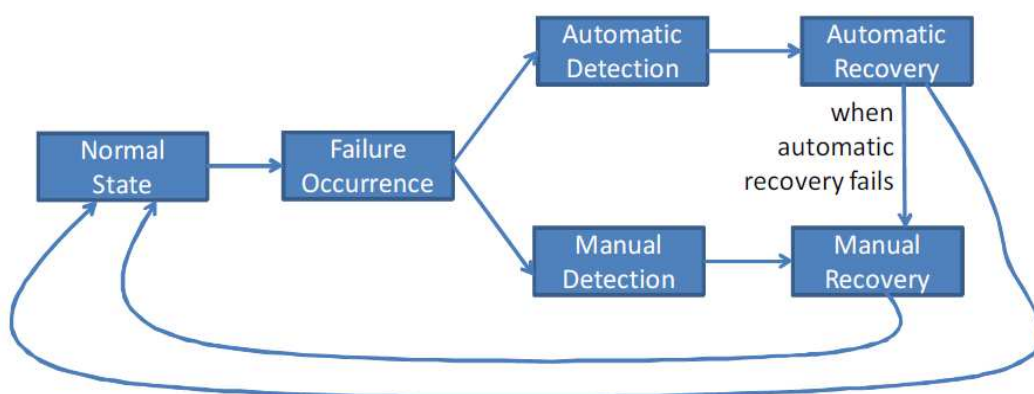 Normal
State
Failure
Occurrence
Automatic
Detection
Automatic
Recovery
when
automatic
recovery fails
Manual
Detection
Manual
Recovery